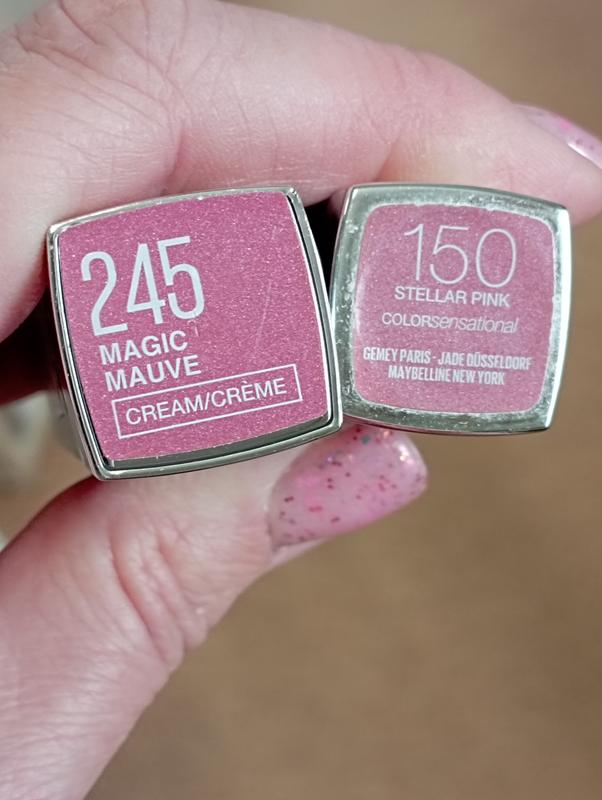 245
MAGIC
MAUVE
CREAM/CRÈME
150
STELLAR PINK
COLORsensational
GEMEY PARIS · JADE DÜSSELDORF
MAYBELLINE NEW YORK